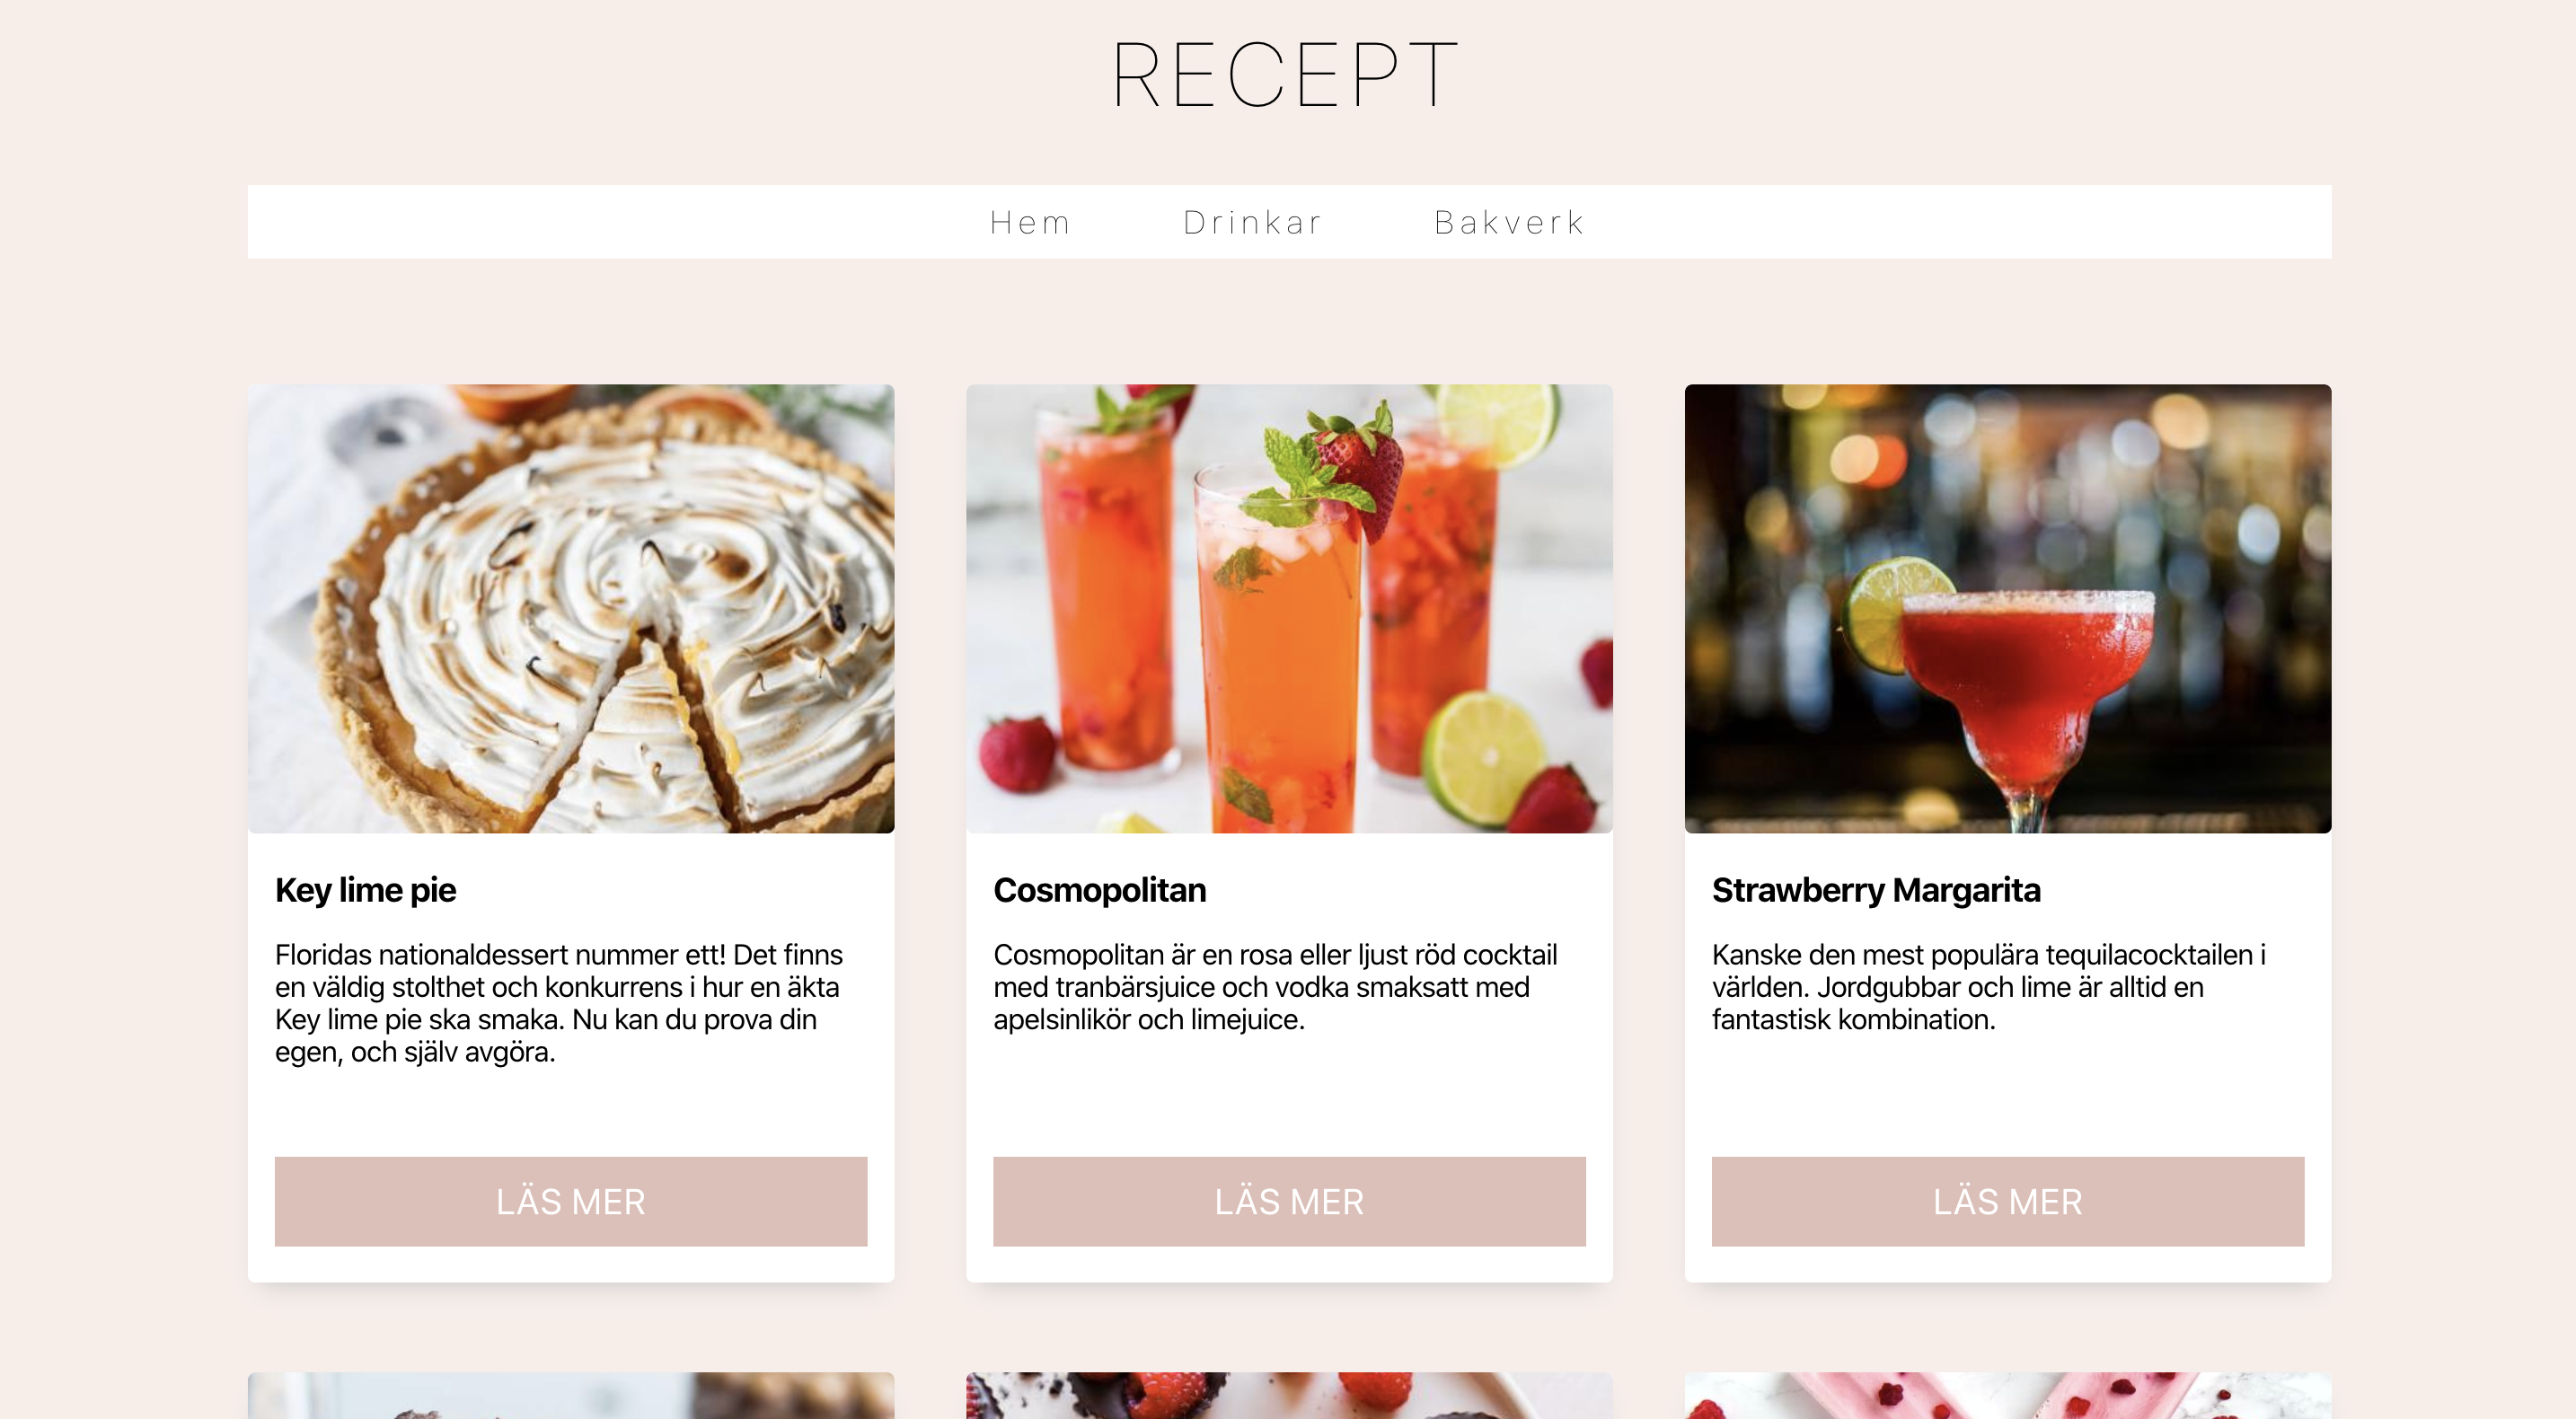 RECEPT
Hem Drinkar Bakverk
Key lime pie
Floridas nationaldessert nummer ett! Det finns
en väldig stolthet och konkurrens i hur en äkta
Key lime pie ska smaka. Nu kan du prova din
egen, och själv avgöra.
LÄS MER
Cosmopolitan
Cosmopolitan är en rosa eller ljust röd cocktail
med tranbärsjuice och vodka smaksatt med
apelsinlikör och limejuice.
LÄS MER
Strawberry Margarita
Kanske den mest populära tequilacocktailen i
världen. Jordgubbar och lime är alltid en
fantastisk kombination.
LÄS MER